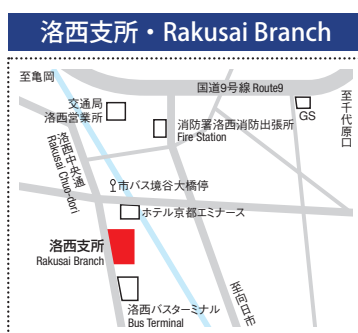 洛西支所・Rakusai Branch
至亀岡
国道9号線 Route9
交通局
洛西営業所
消防署洛西消防出張所
Fire Station
GS
至千代原口
洛西中央通
Rakusai Chuo-dori
市バス境谷大橋停
ホテル京都エミナース
洛西支所
Rakusai Branch
至向日市
洛西バスターミナル
Bus Terminal